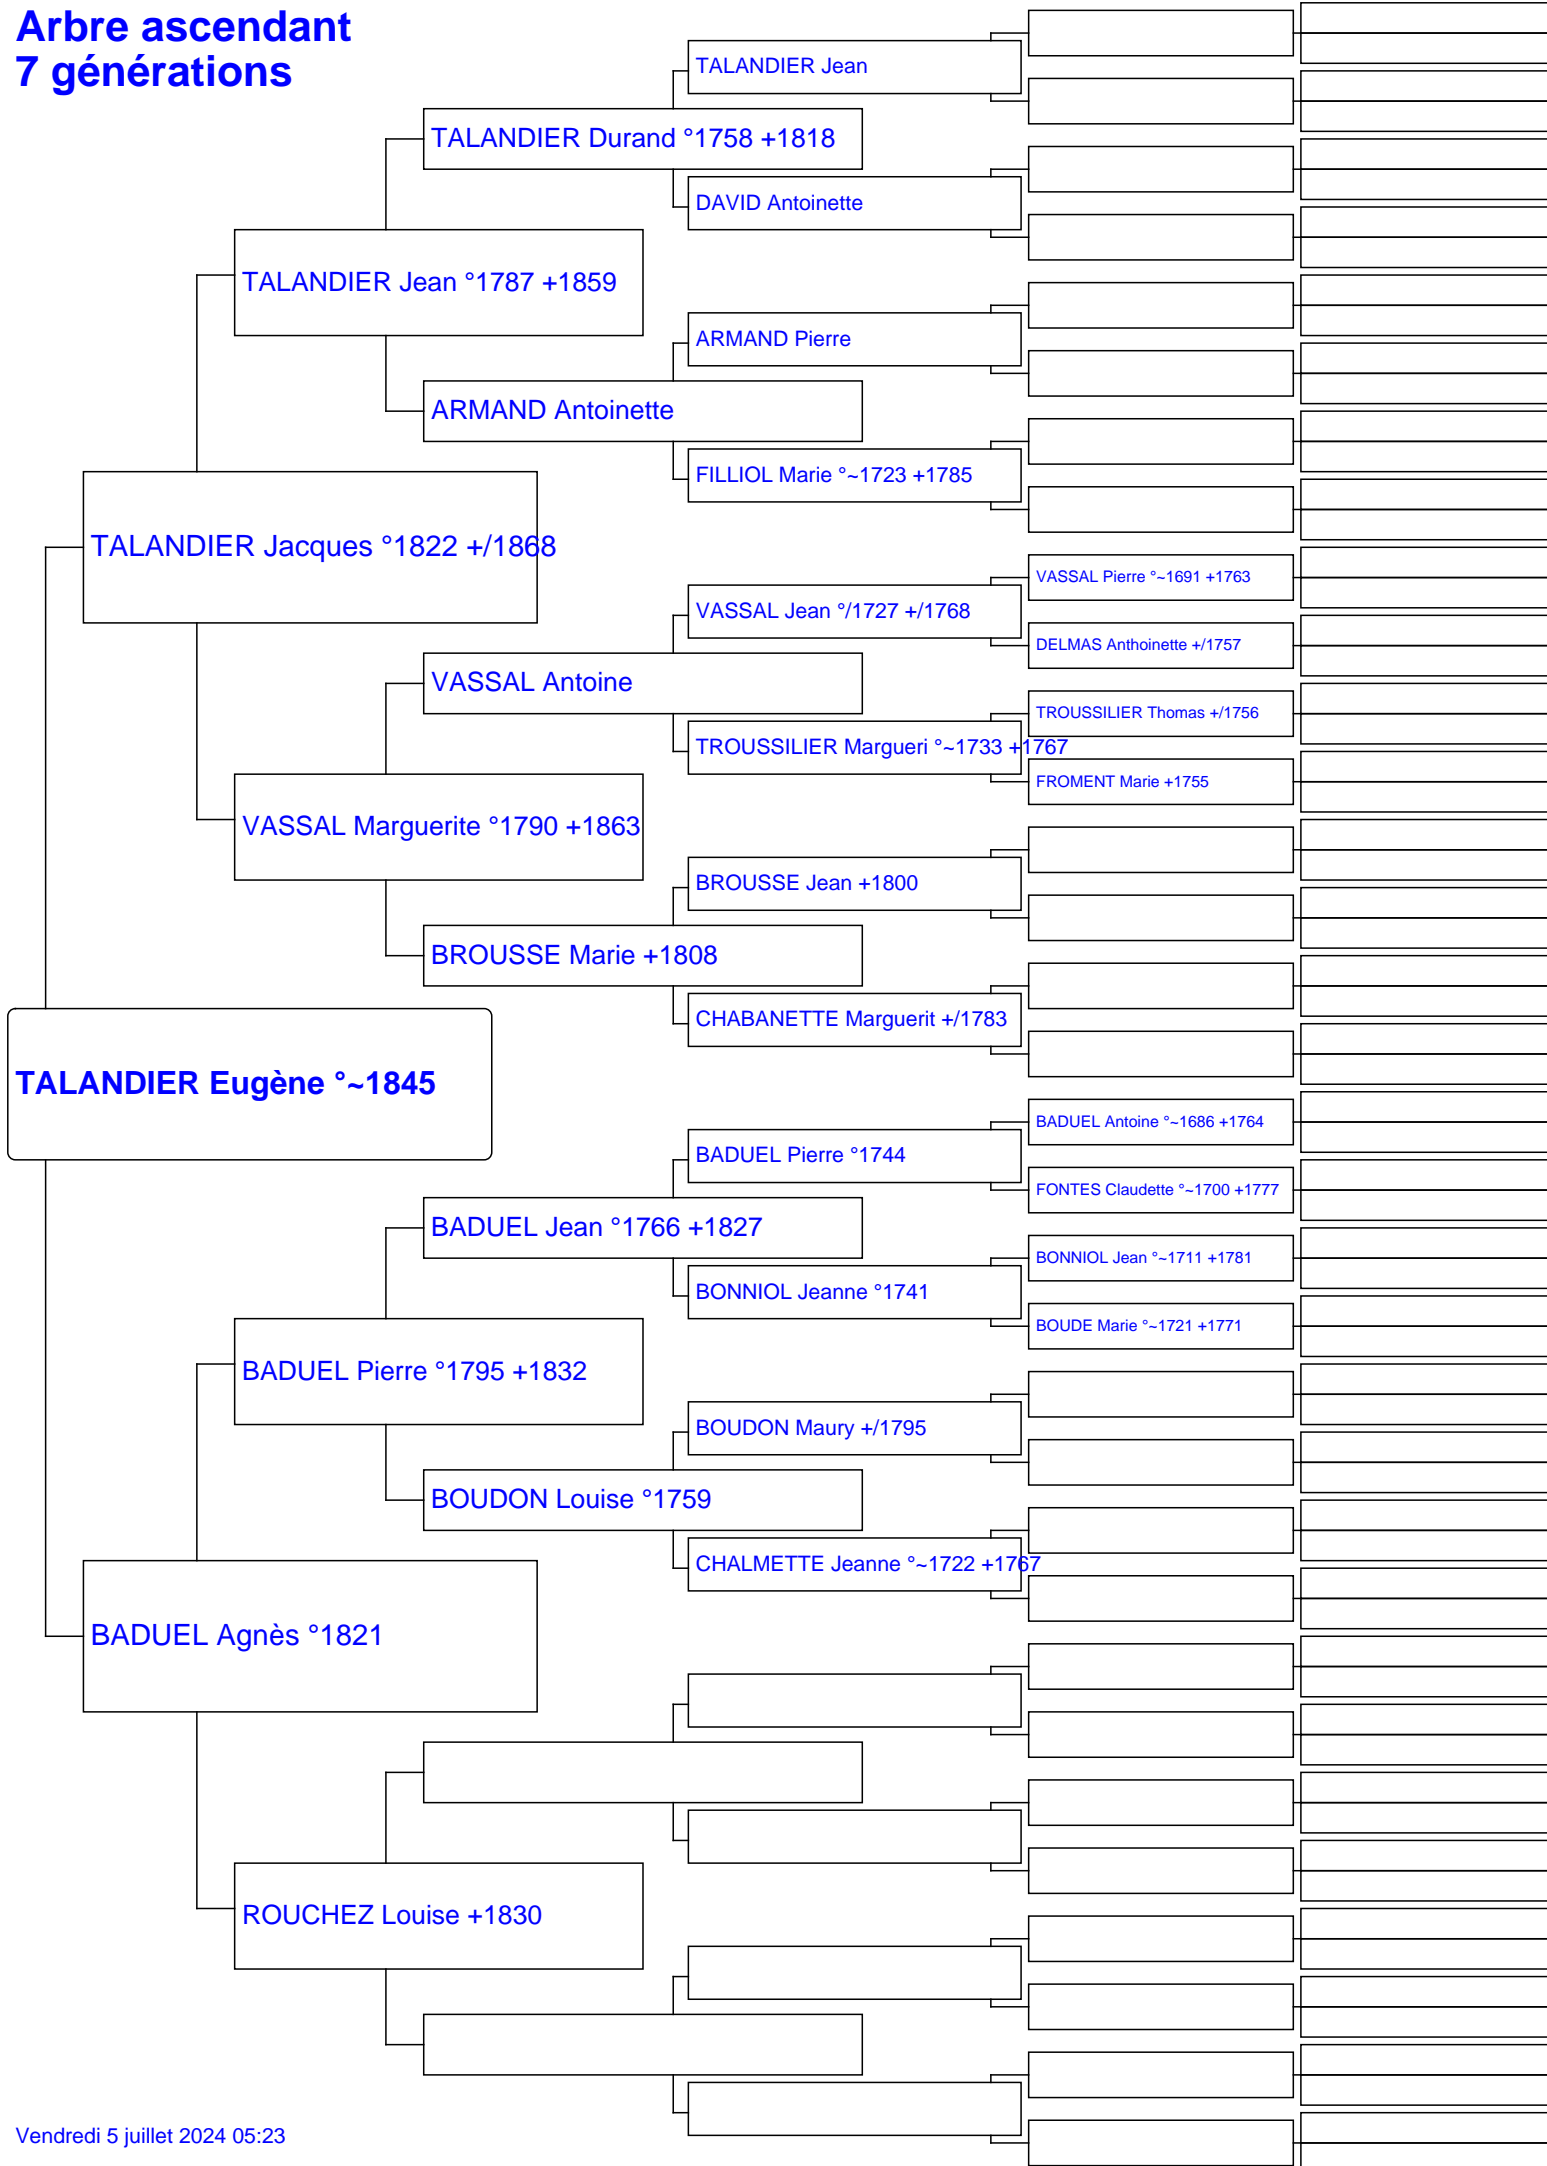 Arbre ascendant
7 générations
TALANDIER Jean
TALANDIER Durand °1758 +1818
DAVID Antoinette
TALANDIER Jean °1787 +1859
ARMAND Pierre
ARMAND Antoinette
FILLIOL Marie °~1723 +1785
TALANDIER Jacques °1822 +/1868
VASSAL Pierre °~1691 +1763
VASSAL Jean °/1727 +/1768
DELMAS Anthoinette +/1757
VASSAL Antoine
TROUSSILIER Thomas +/1756
TROUSSILIER Margueri °~1733 +1767
FROMENT Marie +1755
VASSAL Marguerite °1790 +1863
BROUSSE Jean +1800
BROUSSE Marie +1808
CHABANETTE Marguerit +/1783
TALANDIER Eugène °~1845
BADUEL Antoine °~1686 +1764
BADUEL Pierre °1744
FONTES Claudette °~1700 +1777
BADUEL Jean °1766 +1827
BONNIOL Jean °~1711 +1781
BONNIOL Jeanne °1741
BOUDE Marie °~1721 +1771
BADUEL Pierre °1795 +1832
BOUDON Maury +/1795
BOUDON Louise °1759
CHALMETTE Jeanne °~1722 +1767
BADUEL Agnès °1821
ROUCHEZ Louise +1830
Vendredi 5 juillet 2024 05:23